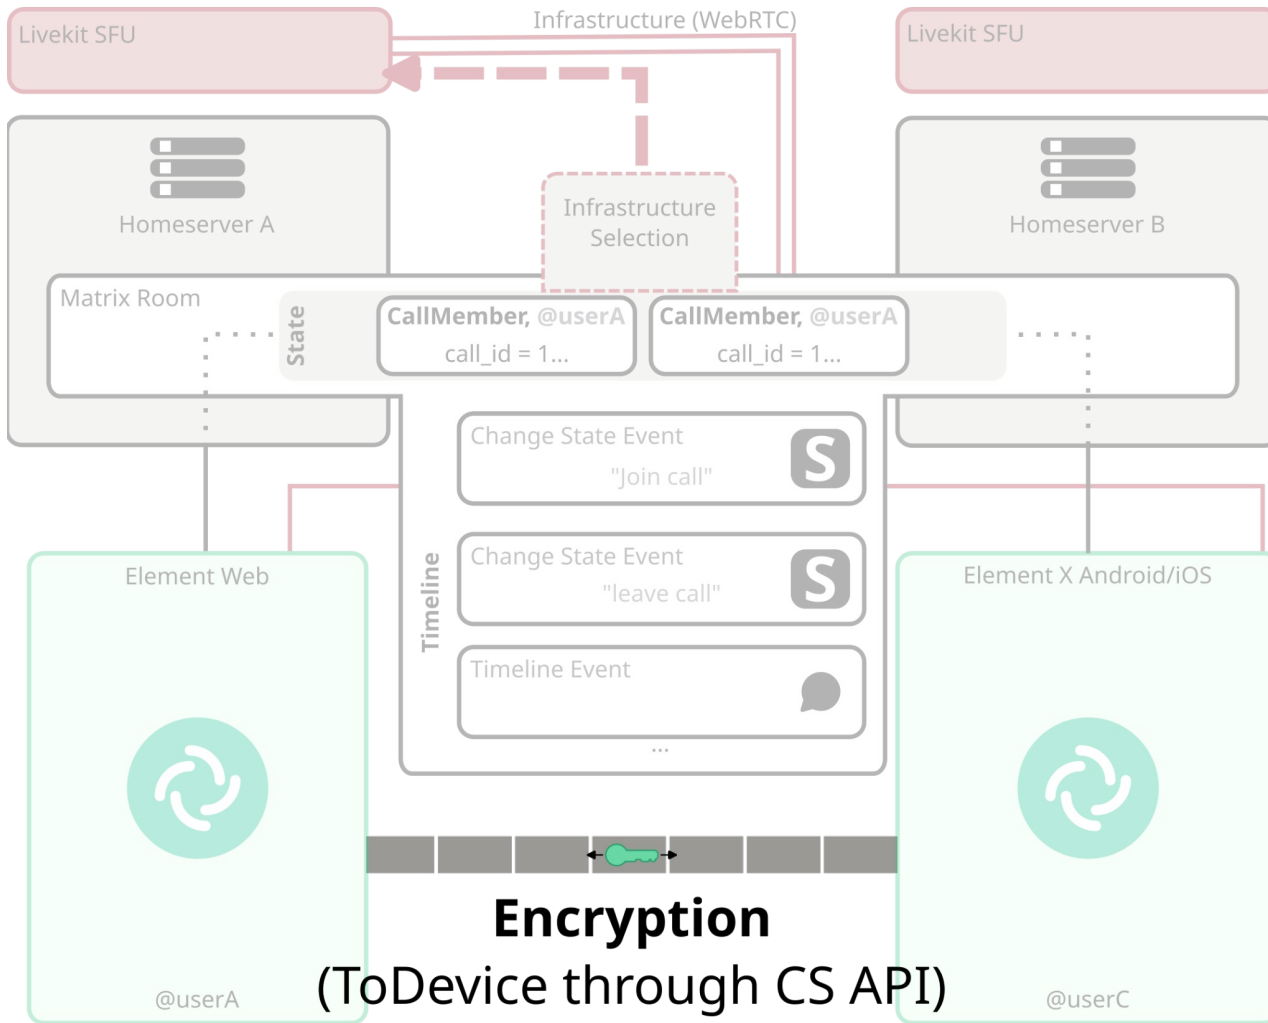 Livekit SFU
Infrastructure (WebRTC)
Livekit SFU
Homeserver A
Infrastructure
Selection
Homeserver B
Matrix Room
State
CallMember, @userA
call_id = 1...
CallMember, @userA
call_id = 1...
Timeline
Change State Event
"Join call"
S
Change State Event
"leave call"
S
Timeline Event
...
Element Web
@userA
Element X Android/iOS
@userC
Encryption
(ToDevice through CS API)